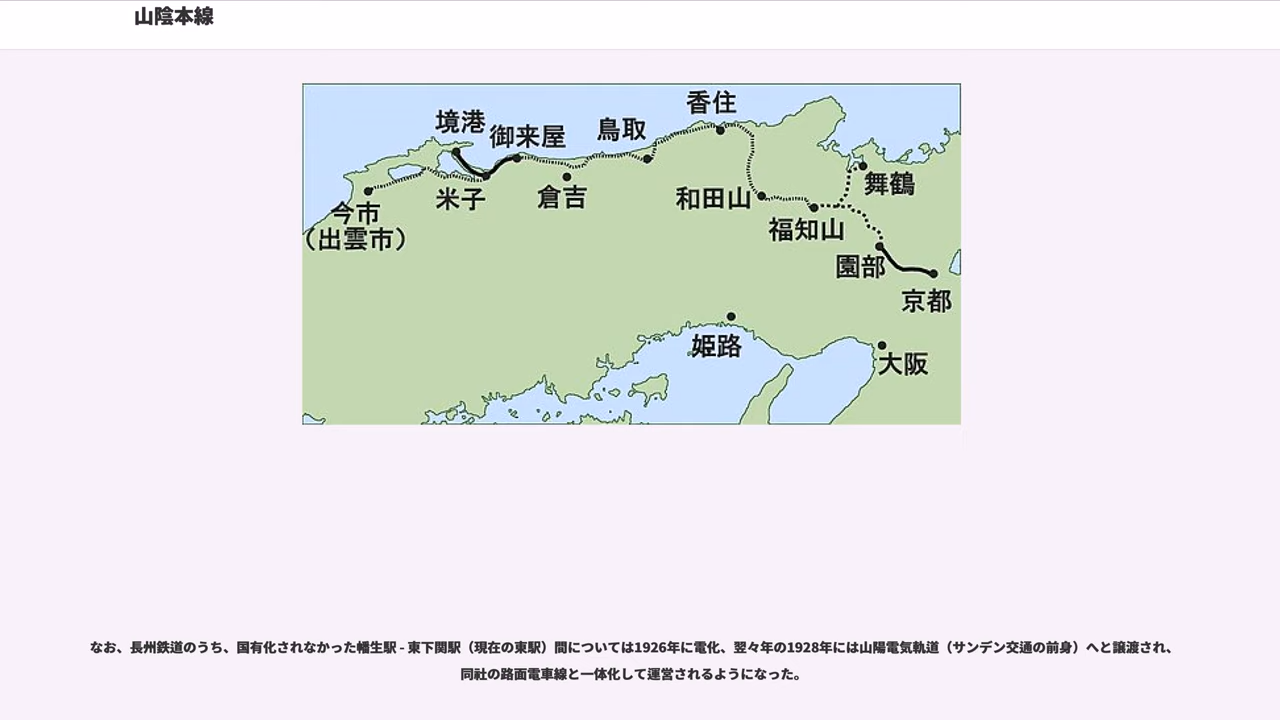 山陰本線
香住
境港
御来屋
鳥取
米子
倉吉
和田山
舞鶴
今市
（出雲市）
福知山
園部
京都
姫路
大阪
なお、長州鉄道のうち、国有化されなかった幡生駅 - 東下関駅（現在の東駅）間については1926年に電化、翌々年の1928年には山陽電気軌道（サンデン交通の前身）へと譲渡され、
同社の路面電車線と一体化して運営されるようになった。